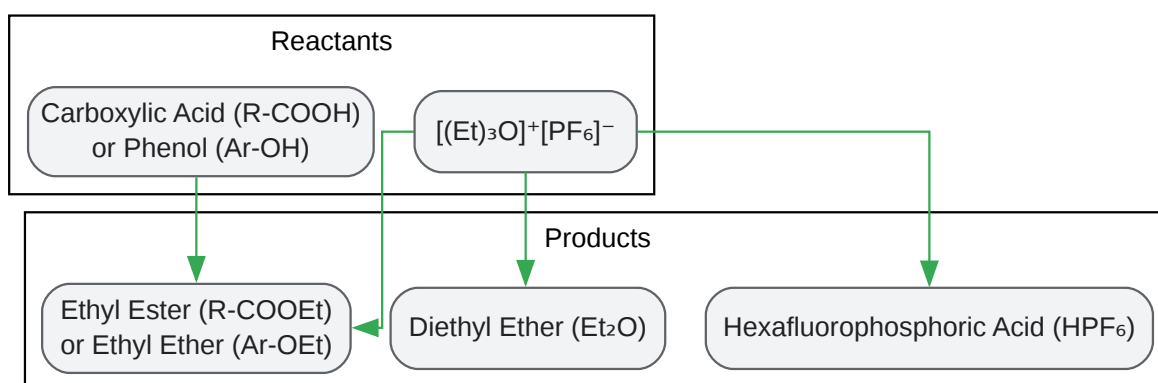 Reactants
Carboxylic Acid (R-COOH)
or Phenol (Ar-OH)
[(Et)₃O]⁺[PF₆]⁻
Products
Ethyl Ester (R-COOEt)
or Ethyl Ether (Ar-OEt)
Diethyl Ether (Et₂O)
Hexafluorophosphoric Acid (HPF₆)